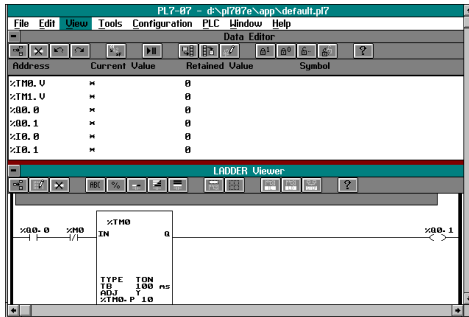 PL7-07 - d:\pl707e\app\default.pl7
File Edit View Tools Configuration PLC Window Help
Data Editor
?
Address Current Value Retained Value Symbol
%TM0.V * 0
%TM1.V * 0
%Q0.0 * 0
%Q0.1 * 0
%I0.0 * 0
%I0.1 * 0
LADDER Viewer
ABC % ?
%TM0
%Q0.0 %M0 IN Q %Q0.1
TYPE TON
TB 100 ms
ADJ Y
%TM0.P 10